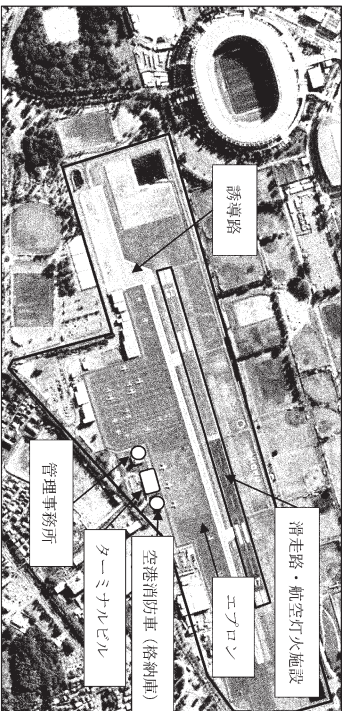 滑走路・航空灯火施設
誘導路
エプロン
空港消防車（格納庫）
ターミナルビル
管理事務所